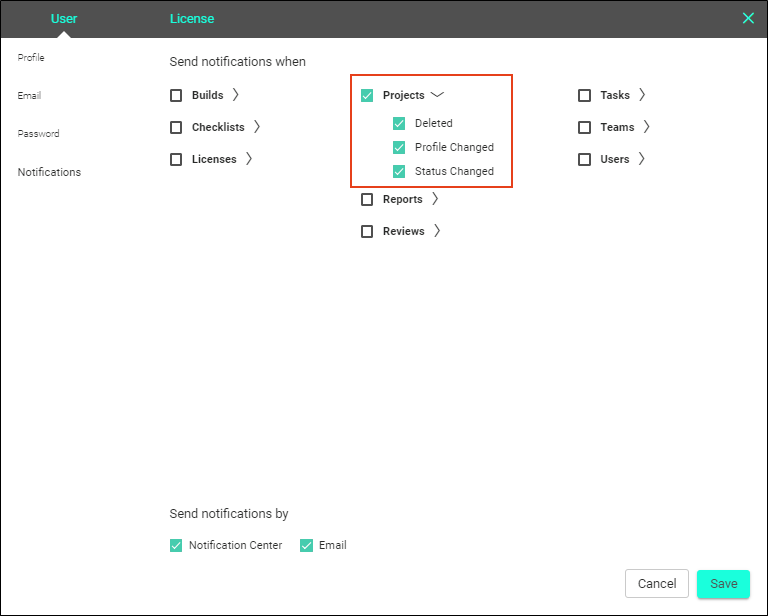 User
License
Profile
Email
Password
Notifications
Send notifications when
Builds
Checklists
Licenses
Projects
Deleted
Profile Changed
Status Changed
Reports
Reviews
Tasks
Teams
Users
Send notifications by
Notification Center
Email
Cancel
Save